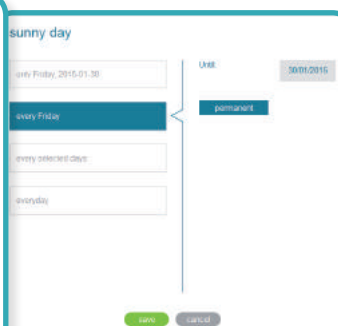 sunny day
only Friday, 2015-01-30
every Friday
every selected days
everyday
Until:
30/01/2015
permanent
save
cancel